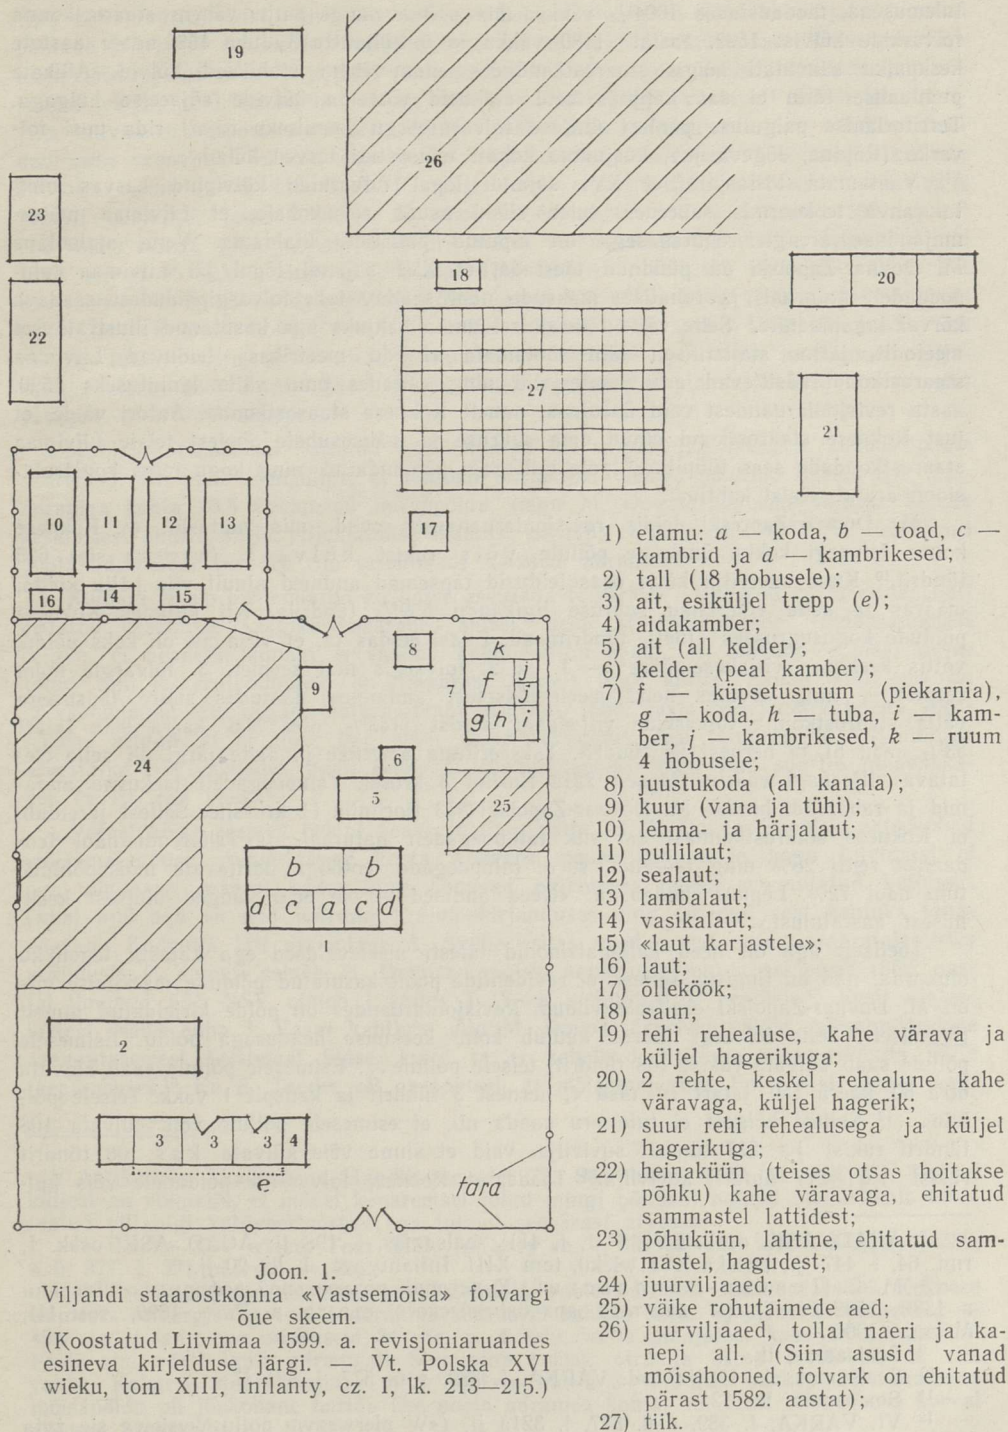 19
26
23
18
20
22
27
21
10
11
12
13
17
16
14
15
8
k
7
f
j
j
9
g
h
i
24
6
5
25
b
b
d
c
a
c
d
1
2
3
3
3
4
e
tara
Joon. 1.
Viljandi staarostkonna «Vastsemõisa» folvargi
õue skeem.
(Koostatud Liivimaa 1599. a. revisjoniaruandes
esineva kirjelduse järgi. — Vt. Polska XVI
wieku, tom XIII, Inflanty, cz. I, lk. 213—215.)
1) elamu: a — koda, b — toad, c —
kambrid ja d — kambrikesed;
2) tall (18 hobusele);
3) ait, esiküljel trepp (e);
4) aidakamber;
5) ait (all kelder);
6) kelder (peal kamber);
7) f — küpsetusruum (piekarnia),
g — koda, h — tuba, i — kam-
ber, j — kambrikesed, k — ruum
4 hobusele;
8) juustukoda (all kanala);
9) kuur (vana ja tühi);
10) lehma- ja härjalaut;
11) pullilaut;
12) sealaut;
13) lambalaut;
14) vasikalaut;
15) «laut karjastele»;
16) laut;
17) õlleköök;
18) saun;
19) rehi rehealuse, kahe värava ja
küljel hagerikuga;
20) 2 rehte, keskel rehealune kahe
väravaga, küljel hagerik;
21) suur rehi rehealusega ja küljel
hagerikuga;
22) heinaküün (teises otsas hoitakse
põhku) kahe väravaga, ehitatud
sammastel lattidest;
23) põhuküün, lahtine, ehitatud sam-
mastel, hagudest;
24) juurviljaaed;
25) väike rohutaimede aed;
26) juurviljaaed, tollal naeri ja ka-
nepi all. (Siin asusid vanad
mõisahooned, folvark on ehitatud
pärast 1582. aastat);
27) tiik.